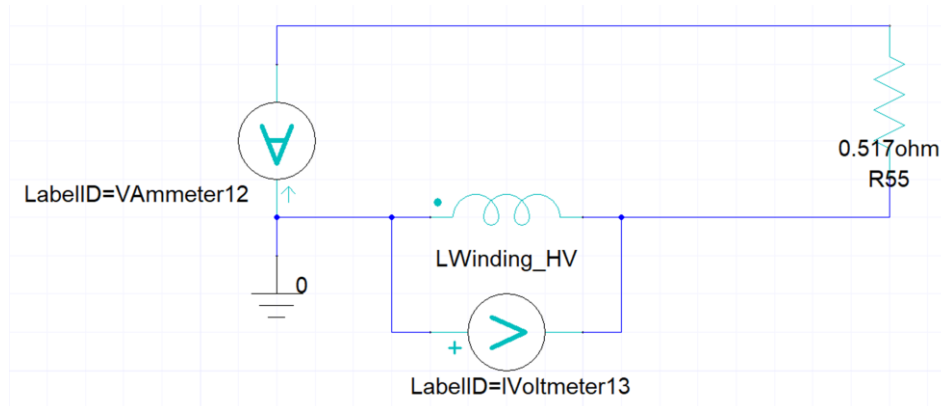 A
0.517ohm
R55
LabelID=VAmmeter12
LWinding_HV
0
+
V
LabelID=IVoltmeter13